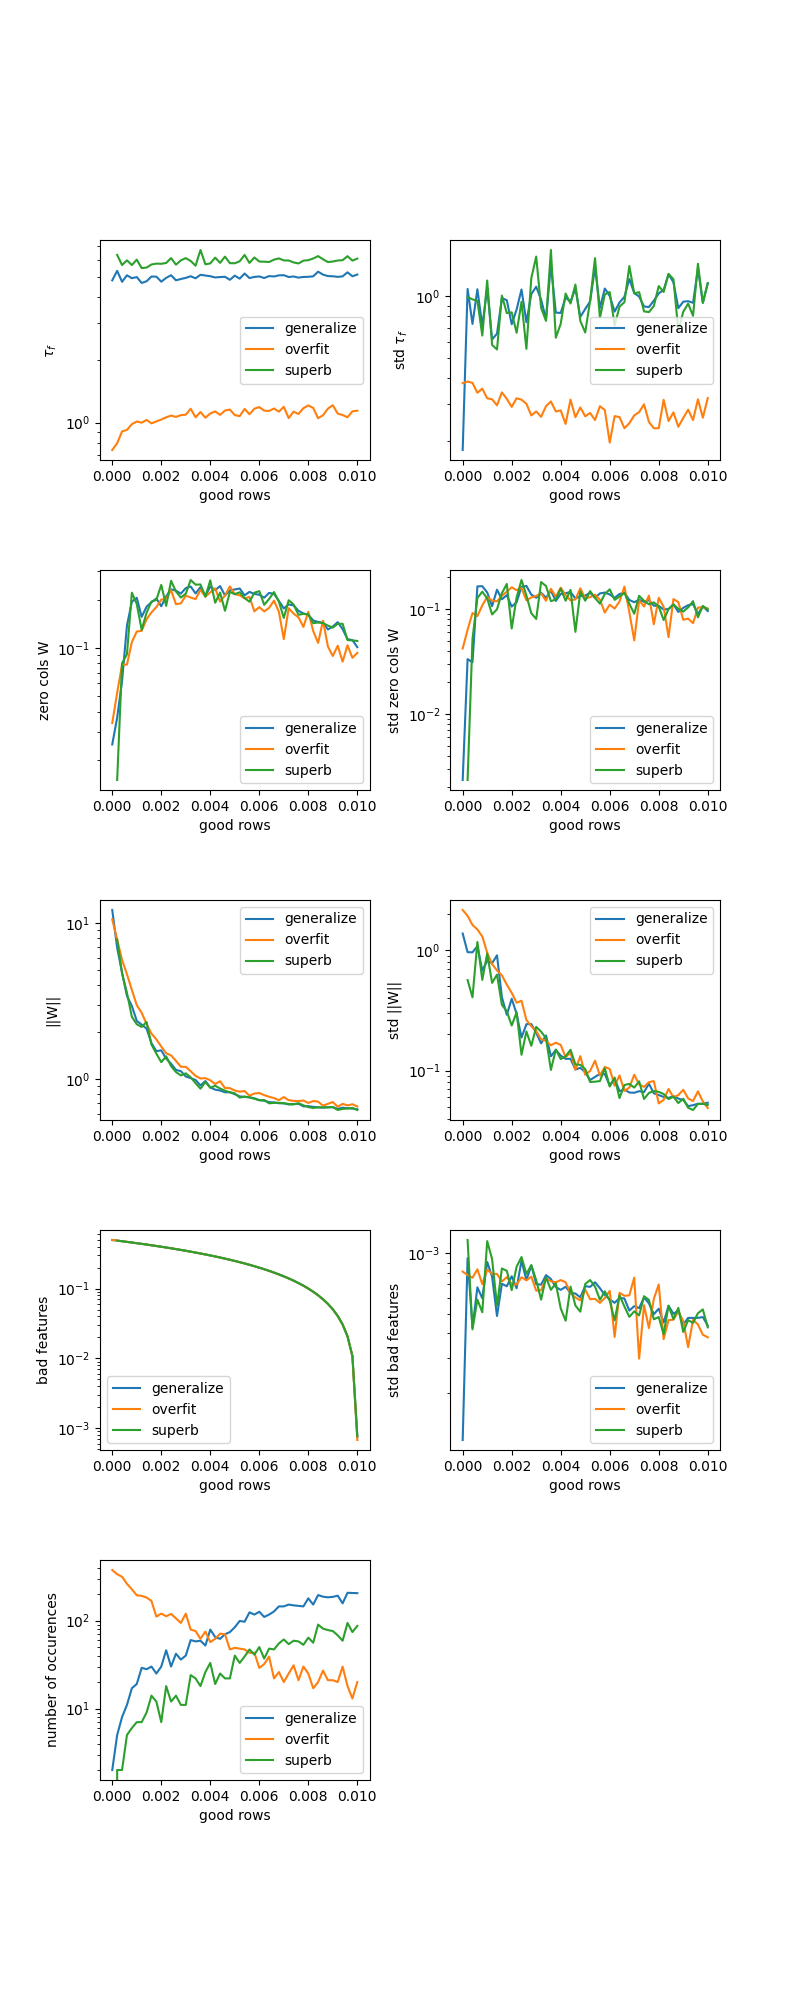 τ_f
10^0
generalize
overfit
superb
0.000 0.002 0.004 0.006 0.008 0.010
good rows
std τ_f
10^0
generalize
overfit
superb
0.000 0.002 0.004 0.006 0.008 0.010
good rows
zero cols W
10^-1
generalize
overfit
superb
0.000 0.002 0.004 0.006 0.008 0.010
good rows
std zero cols W
10^-1
10^-2
generalize
overfit
superb
0.000 0.002 0.004 0.006 0.008 0.010
good rows
||W||
10^1
10^0
generalize
overfit
superb
0.000 0.002 0.004 0.006 0.008 0.010
good rows
std ||W||
10^0
10^-1
generalize
overfit
superb
0.000 0.002 0.004 0.006 0.008 0.010
good rows
bad features
10^-1
10^-2
10^-3
generalize
overfit
superb
0.000 0.002 0.004 0.006 0.008 0.010
good rows
std bad features
10^-3
generalize
overfit
superb
0.000 0.002 0.004 0.006 0.008 0.010
good rows
number of occurences
10^2
10^1
generalize
overfit
superb
0.000 0.002 0.004 0.006 0.008 0.010
good rows